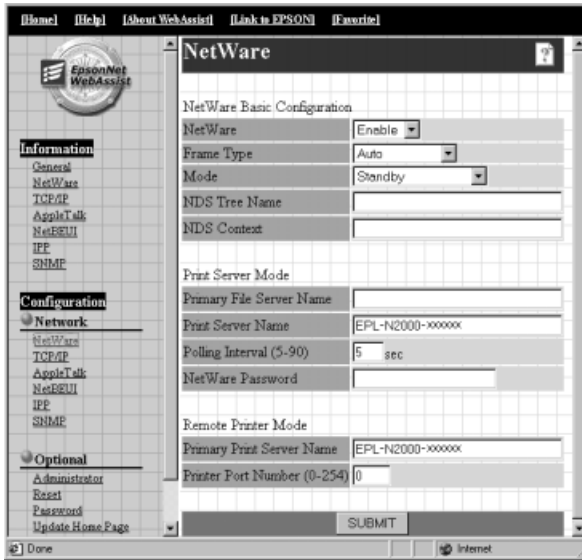 [Home] [Help] [About WebAssist] [Link to EPSON] [Favorite]
EpsonNet
WebAssist
Information
General
NetWare
TCP/IP
AppleTalk
NetBEUI
IPP
SNMP
Configuration
Network
NetWare
TCP/IP
AppleTalk
NetBEUI
IPP
SNMP
Optional
Administrator
Reset
Password
Update Home Page
NetWare
?
NetWare Basic Configuration
NetWare Enable
Frame Type Auto
Mode Standby
NDS Tree Name
NDS Context
Print Server Mode
Primary File Server Name
Print Server Name EPL-N2000-xxxxxx
Polling Interval (5-90) 5 sec
NetWare Password
Remote Printer Mode
Primary Print Server Name EPL-N2000-xxxxxx
Printer Port Number (0-254) 0
SUBMIT
Done Internet